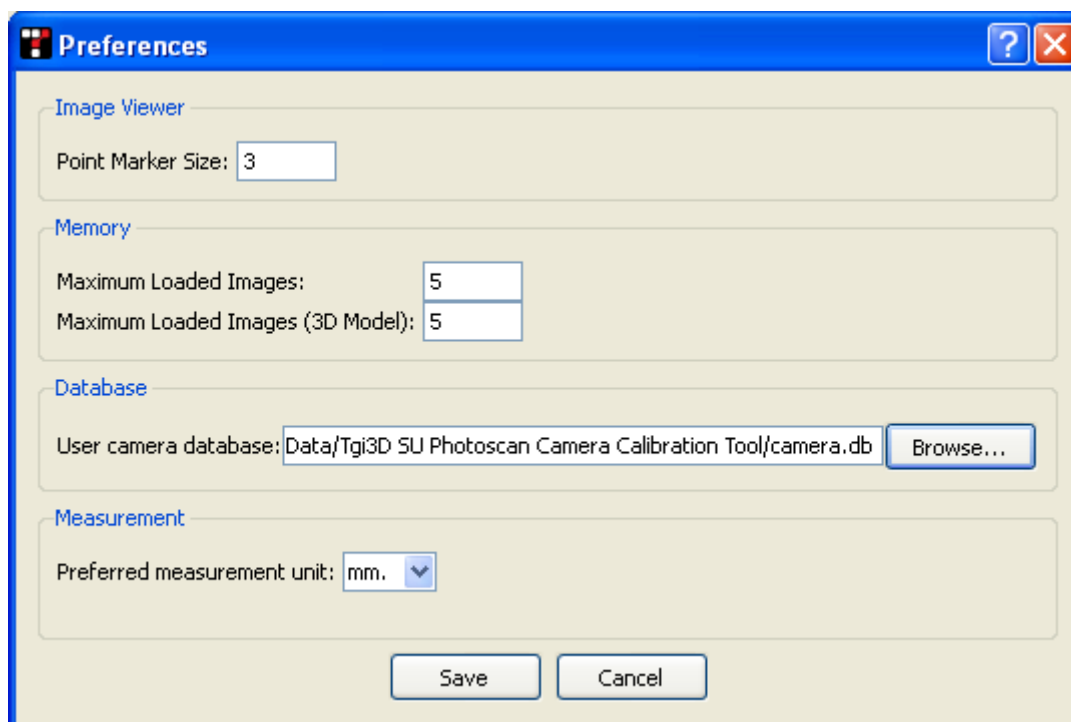 Preferences
Image Viewer
Point Marker Size: 3
Memory
Maximum Loaded Images: 5
Maximum Loaded Images (3D Model): 5
Database
User camera database: Data/Tgi3D SU Photoscan Camera Calibration Tool/camera.db Browse...
Measurement
Preferred measurement unit: mm.
Save Cancel